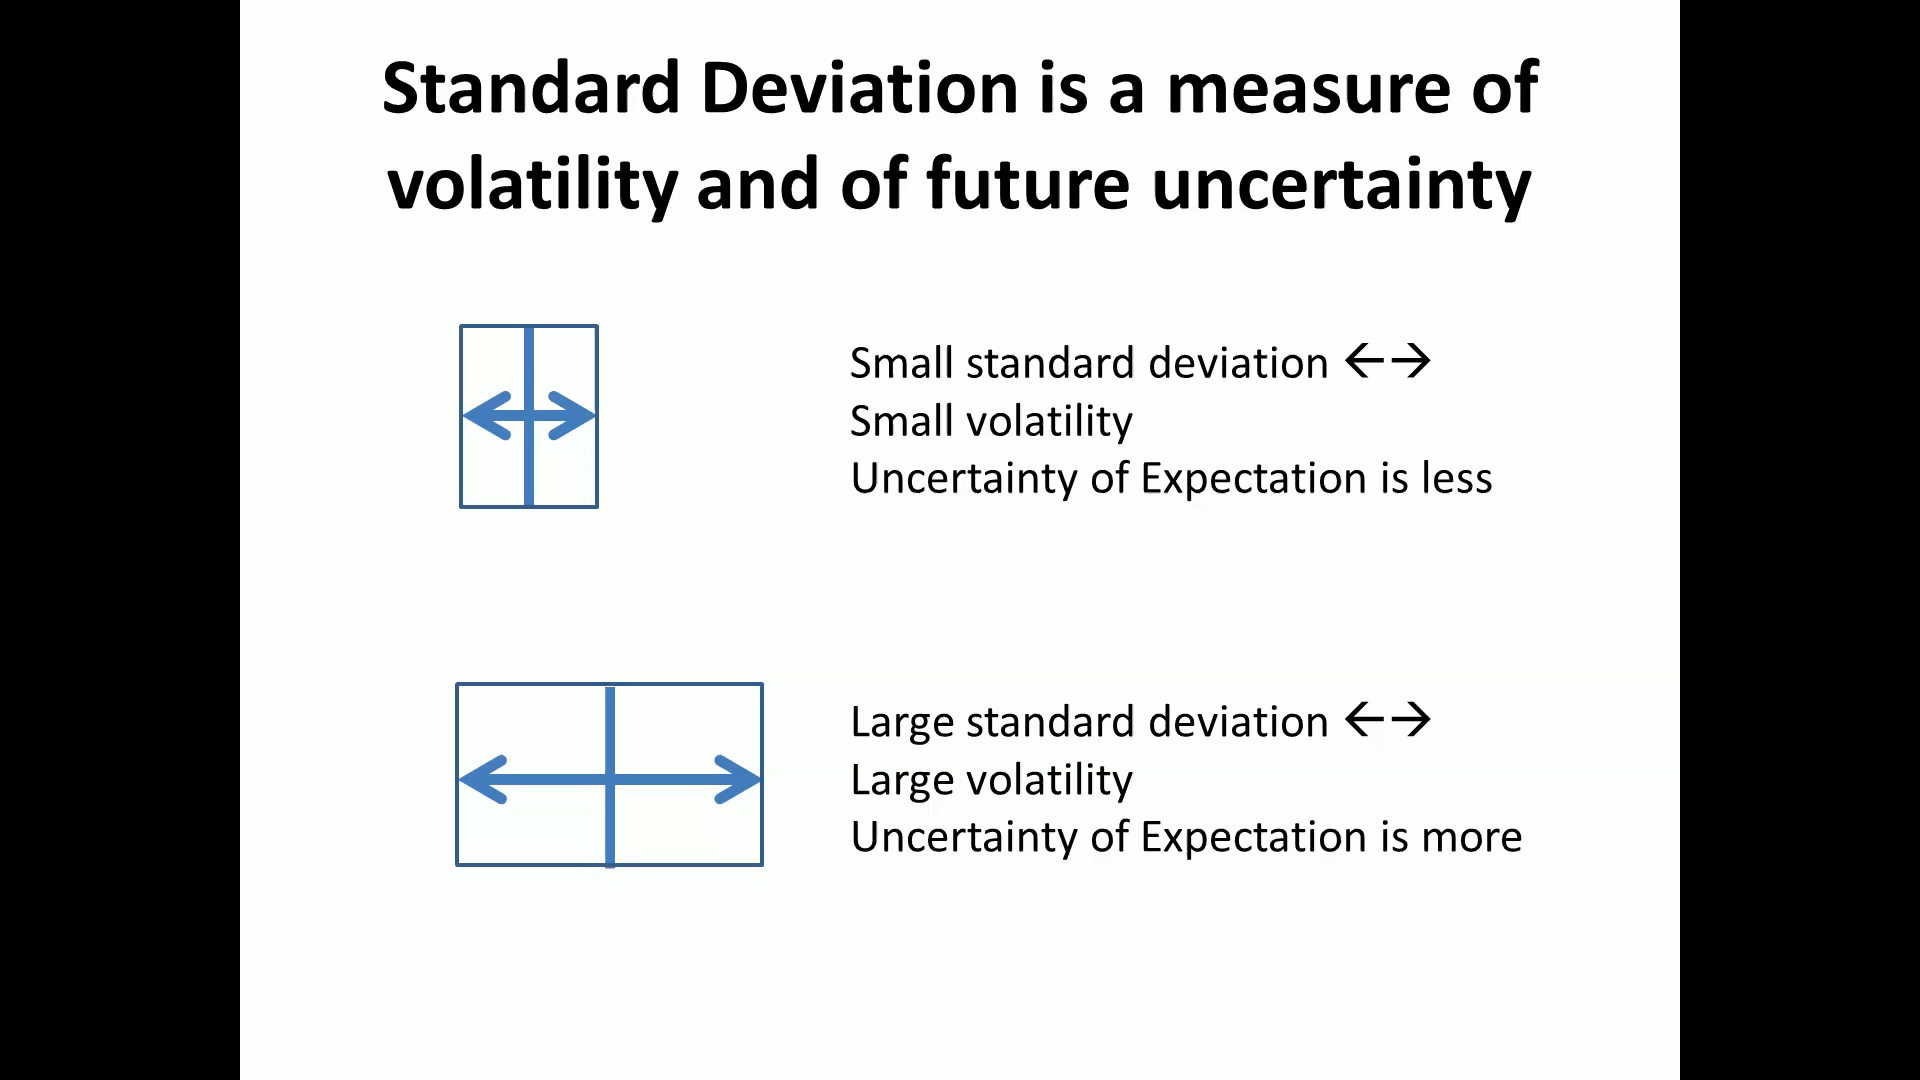 Standard Deviation is a measure of
volatility and of future uncertainty
Small standard deviation ←→
Small volatility
Uncertainty of Expectation is less
Large standard deviation ←→
Large volatility
Uncertainty of Expectation is more